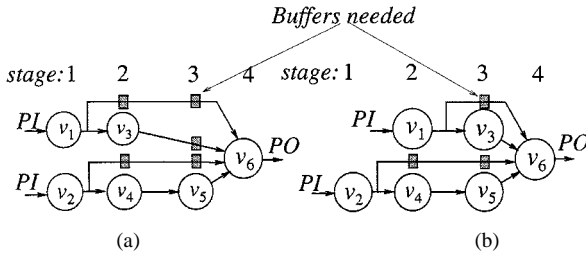 Buffers needed
stage:1 2 3 4
stage: 1 2 3 4
PI v1 v3
v6 PO
PI v2 v4 v5
PI v1 v3
v6 PO
PI v2 v4 v5
(a)
(b)